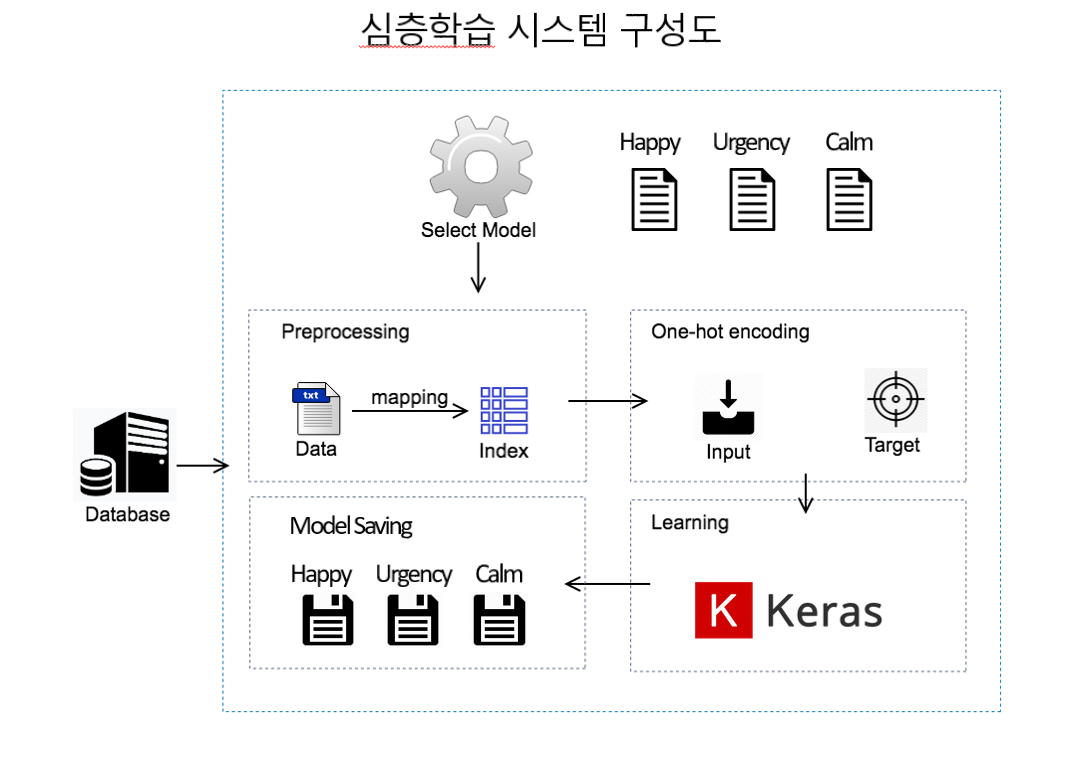 심층학습 시스템 구성도
Happy Urgency Calm
Select Model
Preprocessing
txt
mapping
Data
Index
One-hot encoding
Input
Target
Database
Model Saving
Happy Urgency Calm
Learning
K Keras